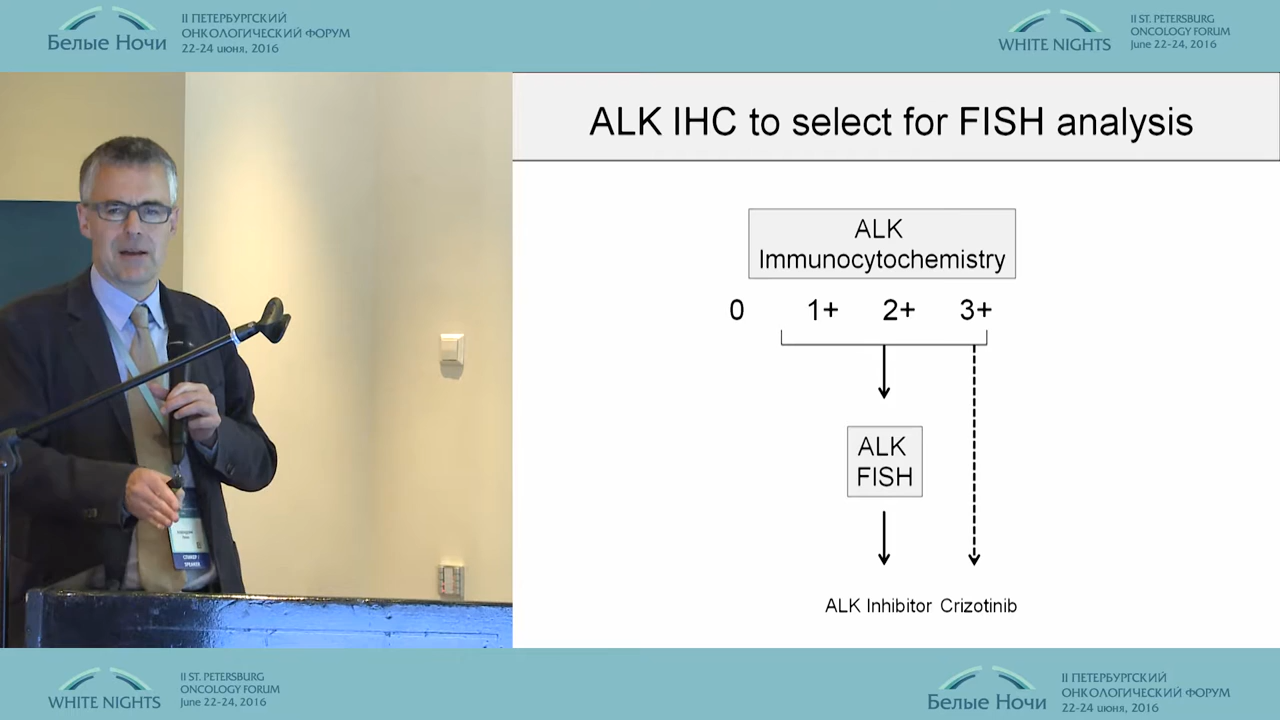 Белые Ночи
II ПЕТЕРБУРГСКИЙ
ОНКОЛОГИЧЕСКИЙ ФОРУМ
22-24 июня, 2016
WHITE NIGHTS
II ST. PETERSBURG
ONCOLOGY FORUM
June 22-24, 2016
ALK IHC to select for FISH analysis
ALK
Immunocytochemistry
0 1+ 2+ 3+
ALK
FISH
ALK Inhibitor Crizotinib
SPEAKER
WHITE NIGHTS
II ST. PETERSBURG
ONCOLOGY FORUM
June 22-24, 2016
Белые Ночи
II ПЕТЕРБУРГСКИЙ
ОНКОЛОГИЧЕСКИЙ ФОРУМ
22-24 июня, 2016